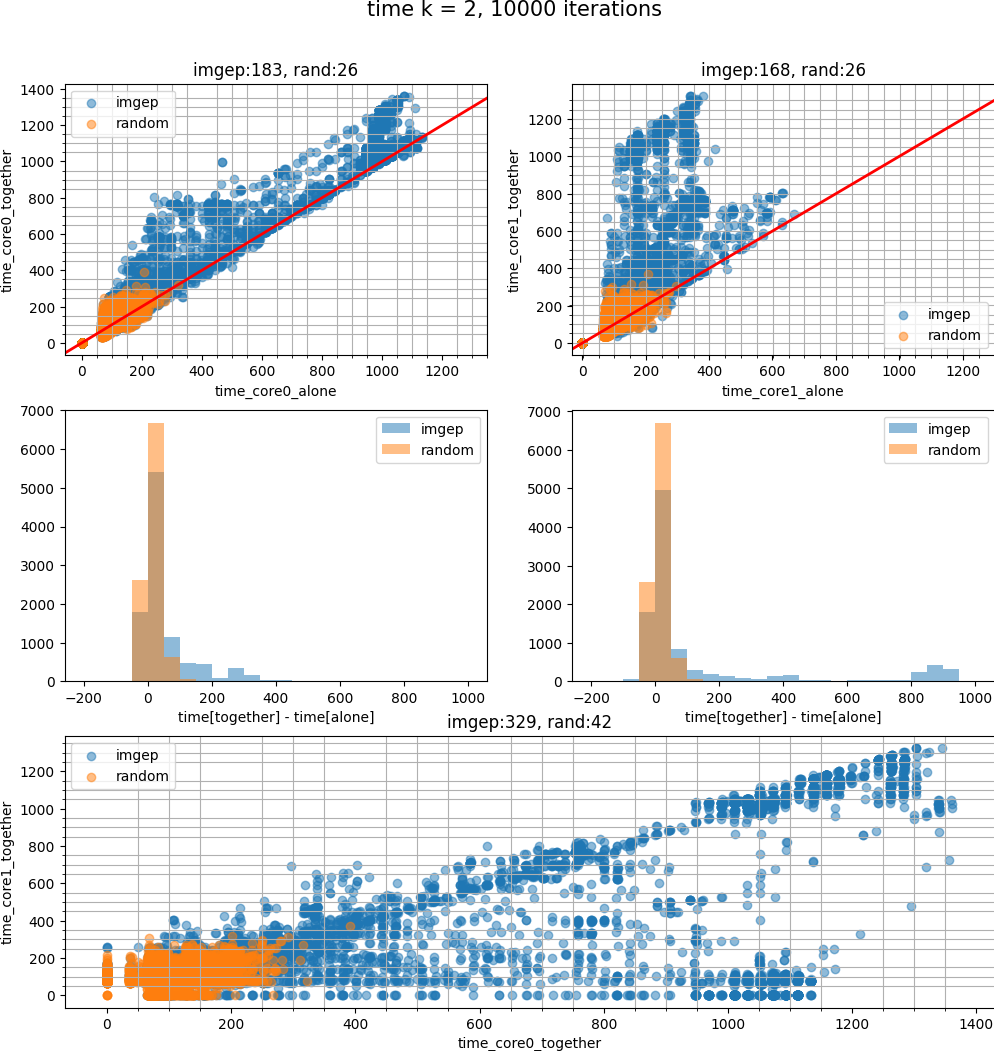 time k = 2, 10000 iterations
imgep:183, rand:26
imgep:168, rand:26
time_core0_together
1400
1200
1000
800
600
400
200
0
imgep
random
0 200 400 600 800 1000 1200
time_core0_alone
time_core1_together
1200
1000
800
600
400
200
0
imgep
random
0 200 400 600 800 1000 1200
time_core1_alone
7000
6000
5000
4000
3000
2000
1000
0
imgep
random
−200 0 200 400 600 800 1000
time[together] - time[alone]
7000
6000
5000
4000
3000
2000
1000
0
imgep
random
−200 0 200 400 600 800 1000
time[together] - time[alone]
imgep:329, rand:42
time_core1_together
1200
1000
800
600
400
200
0
imgep
random
0 200 400 600 800 1000 1200 1400
time_core0_together